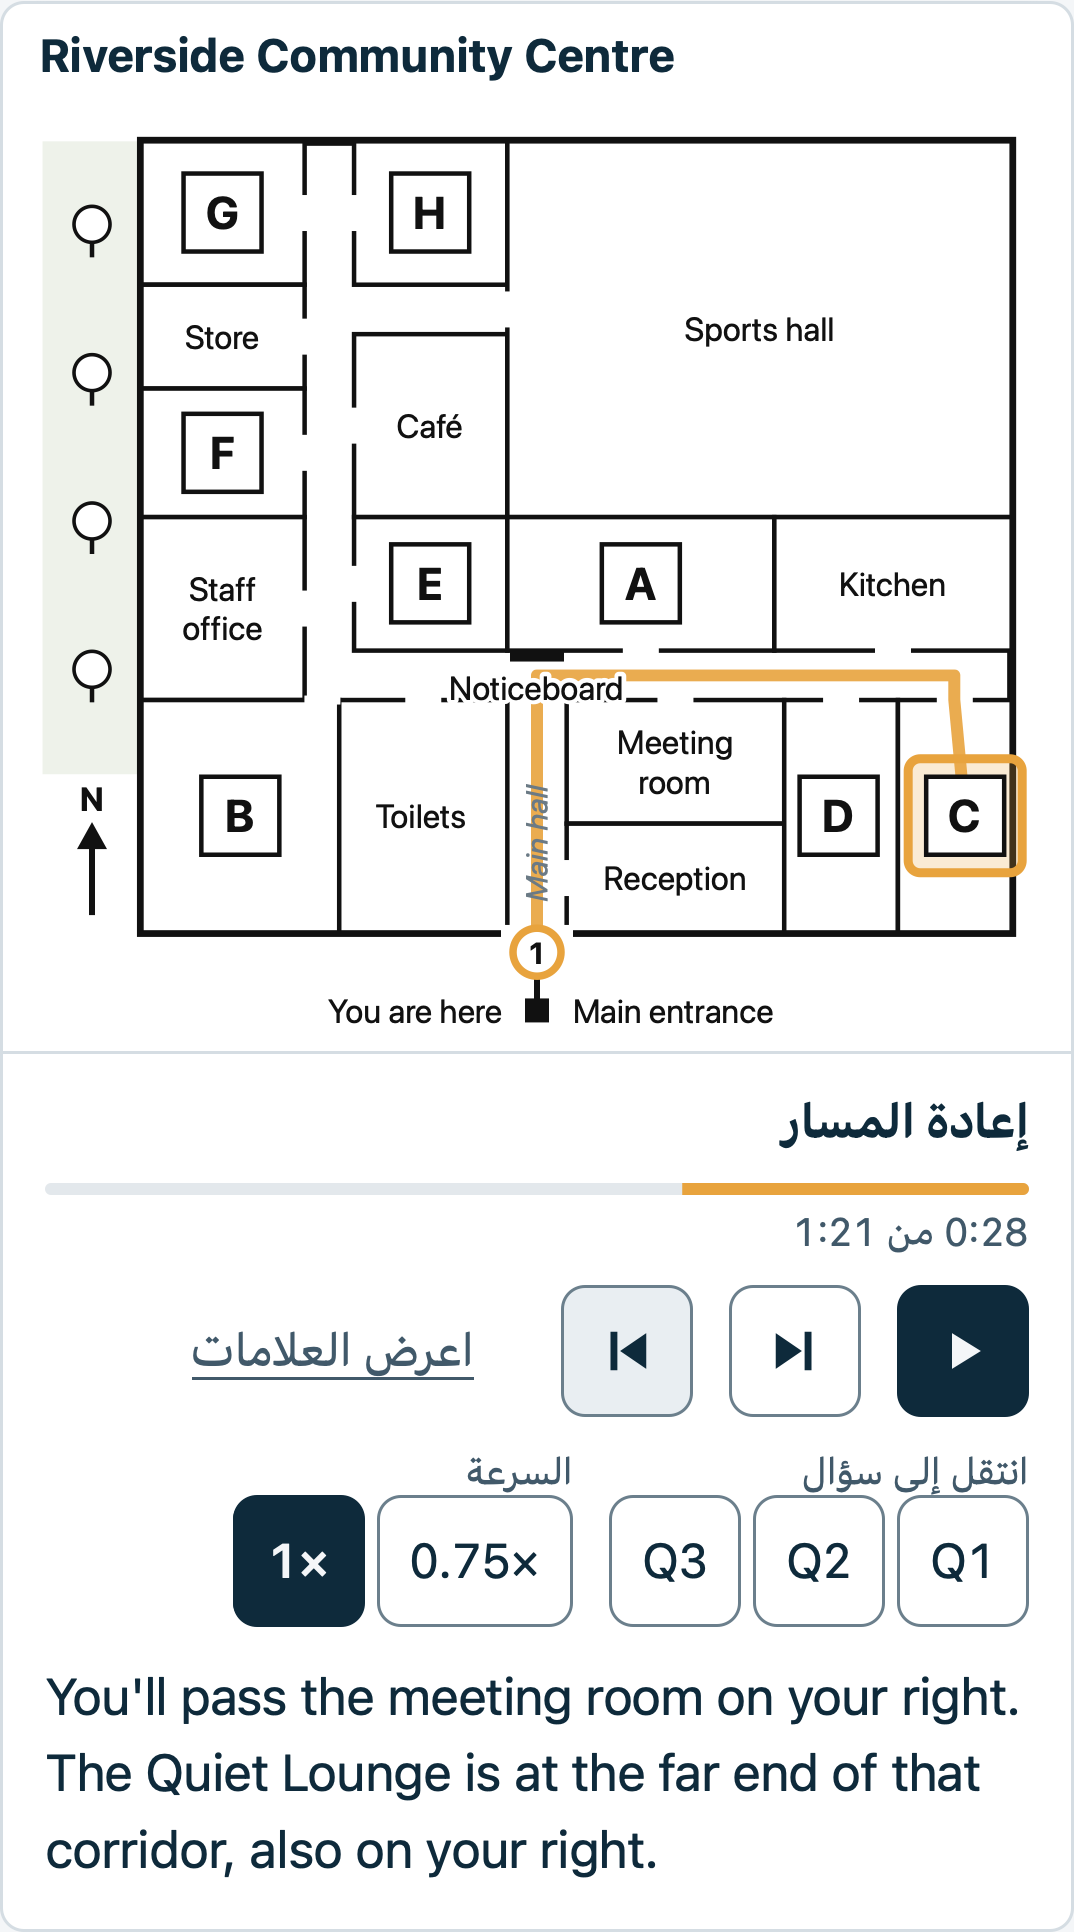 Riverside Community Centre
G
H
Store
Sports hall
Café
F
Staff
office
E
A
Kitchen
Noticeboard
Meeting
room
N
B
Toilets
Main hall
D
C
Reception
1
You are here
Main entrance
إعادة المسار
0:28 من 1:21
اعرض العلامات
انتقل إلى سؤال
السرعة
Q1
Q2
Q3
0.75×
1×
You'll pass the meeting room on your right.
The Quiet Lounge is at the far end of that
corridor, also on your right.